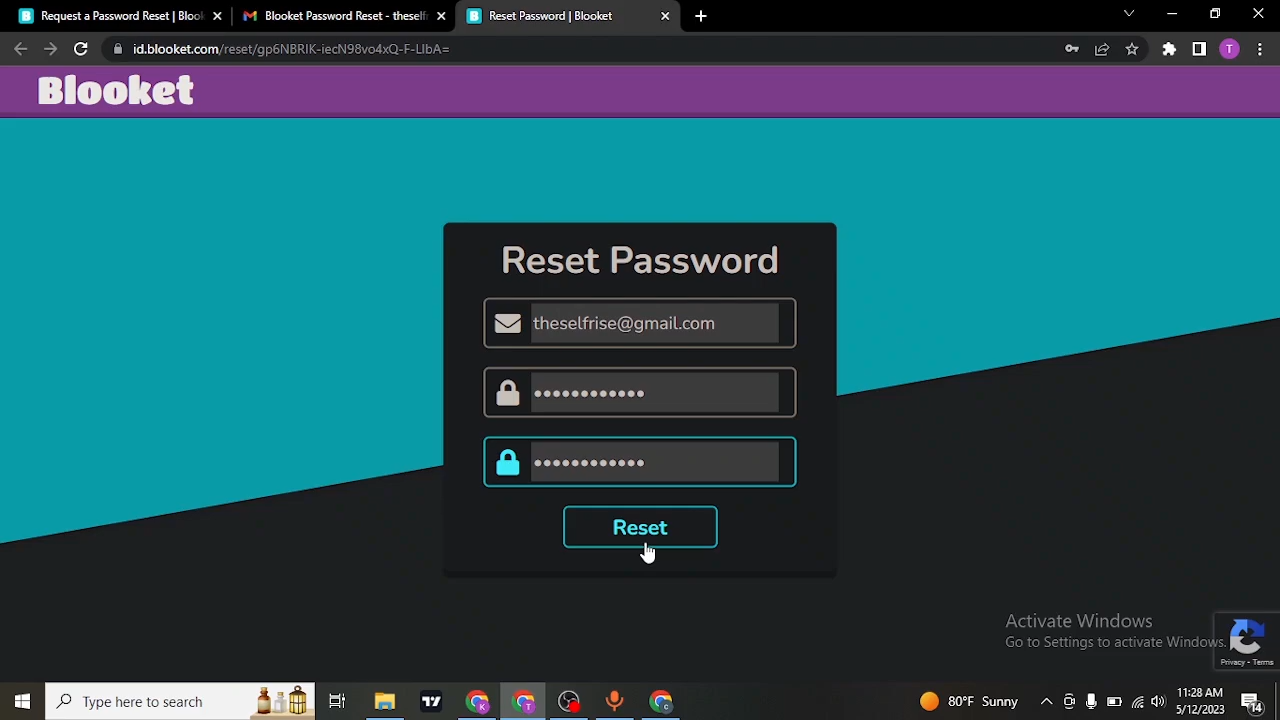 Request a Password Reset | Blook
Blooket Password Reset - theselfr
Reset Password | Blooket
id.blooket.com/reset/gp6NBRIK-iecN98vo4xQ-F-LIbA=
T
Blooket
Reset Password
theselfrise@gmail.com
••••••••••••
••••••••••••
Reset
Activate Windows
Go to Settings to activate Windows.
Privacy - Terms
Type here to search
K
T
C
80°F Sunny
11:28 AM
5/12/2023
14